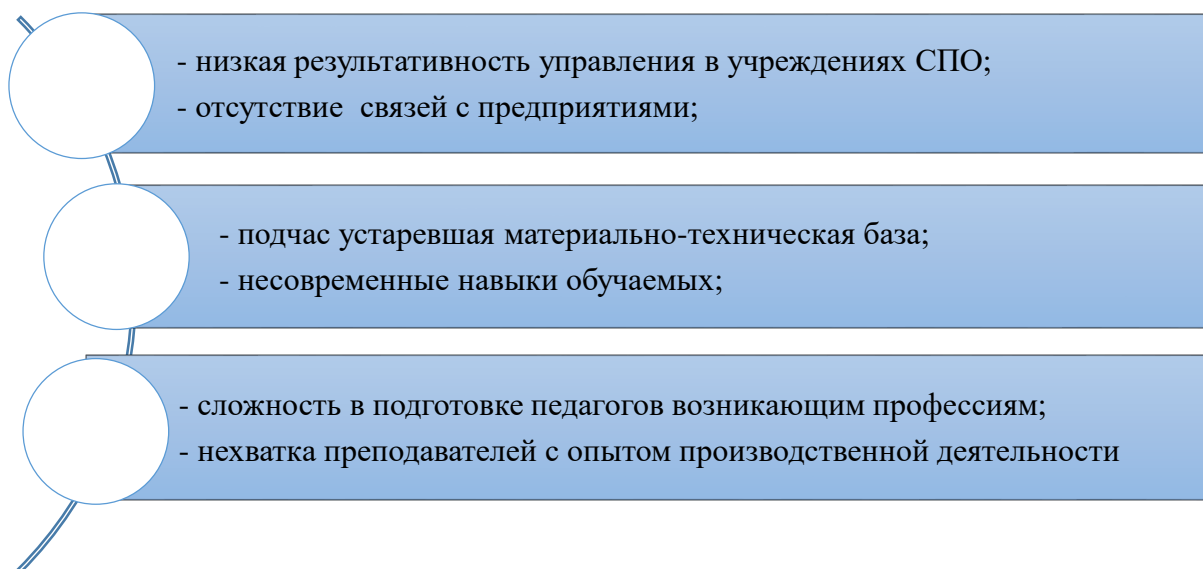 - низкая результативность управления в учреждениях СПО;
- отсутствие связей с предприятиями;
- подчас устаревшая материально-техническая база;
- несовременные навыки обучаемых;
- сложность в подготовке педагогов возникающим профессиям;
- нехватка преподавателей с опытом производственной деятельности